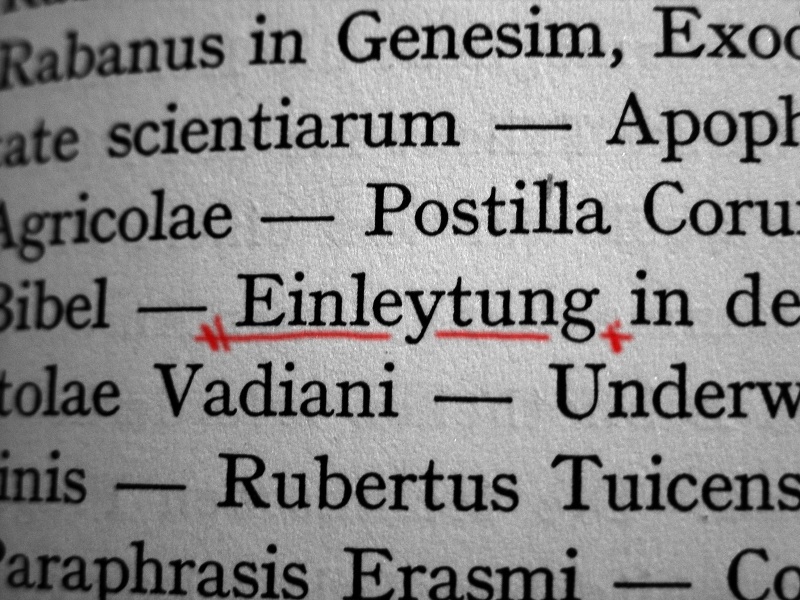 Rabanus in Genesim, Exod
tate scientiarum — Apoph
Agricolae — Postilla Coru
Bibel — Einleytung in de
tolae Vadiani — Underw
inis — Rubertus Tuicens
Paraphrasis Erasmi — Co